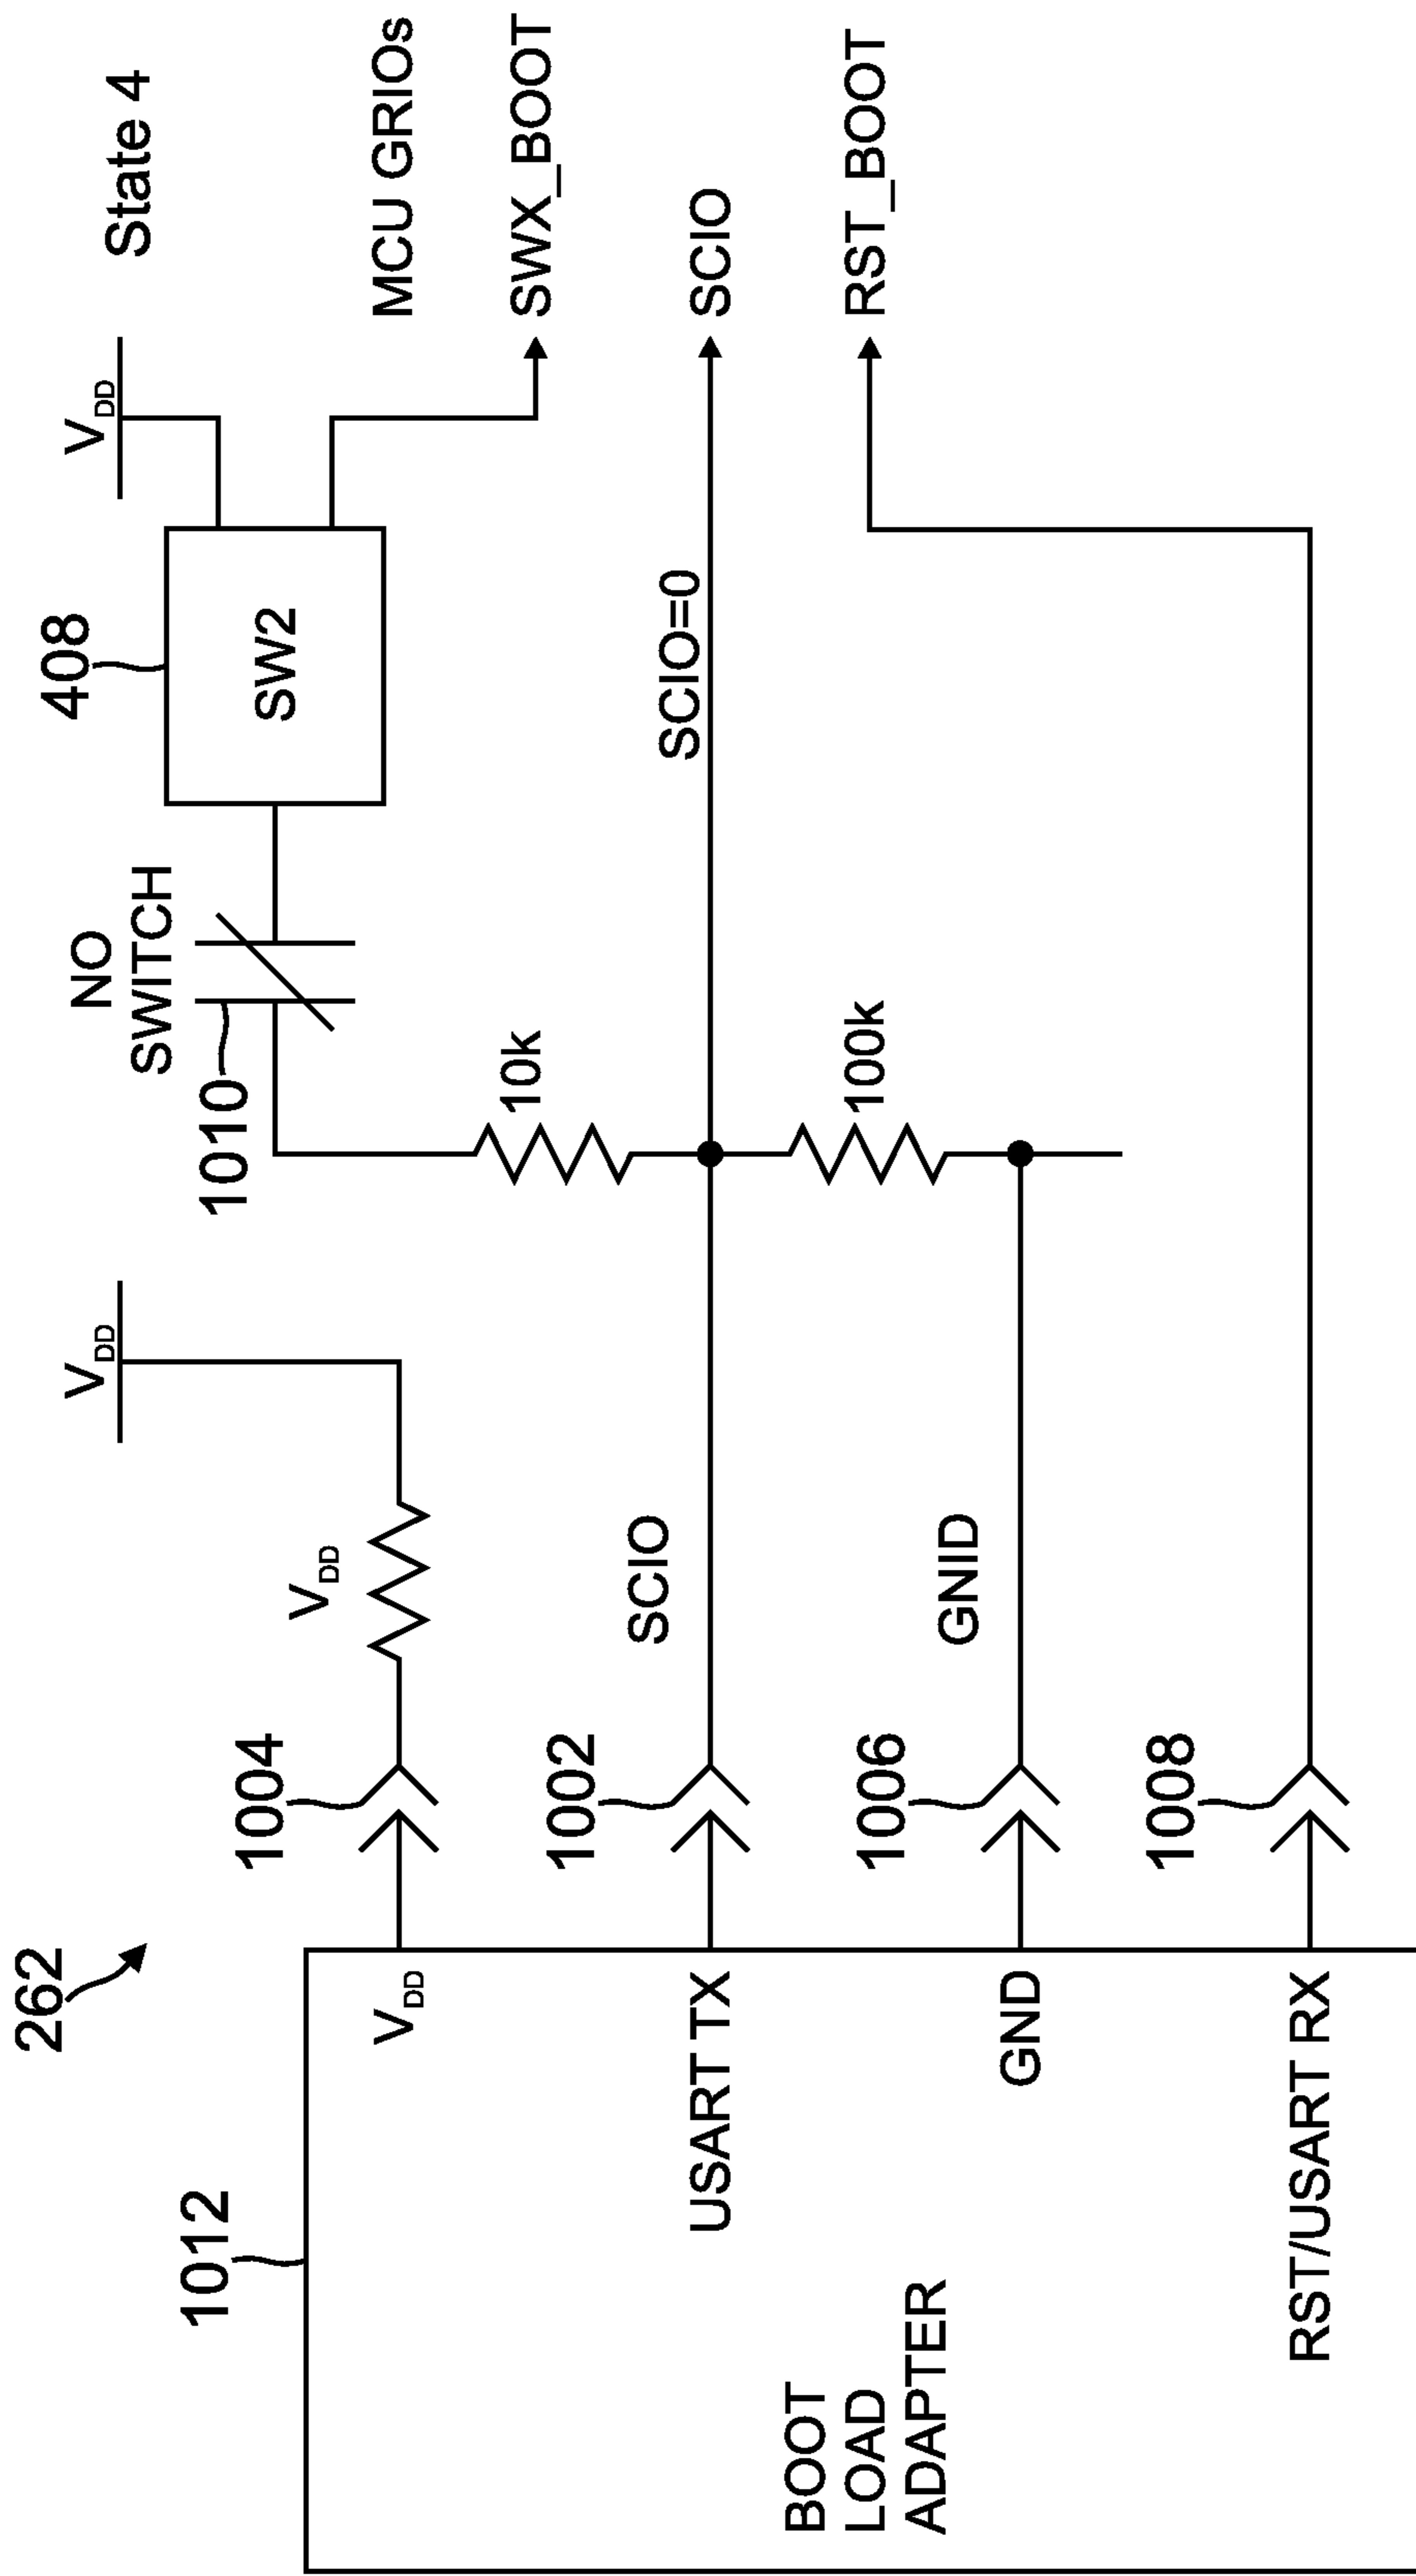 262
State 4
1012
BOOT
LOAD
ADAPTER
VDD
USART TX
GND
RST/USART RX
1004
1002
1006
1008
VDD
VDD
SCIO
GNID
1010
NO
SWITCH
10k
100k
408
SW2
VDD
SCIO=0
MCU GRIOs
SWX_BOOT
SCIO
RST_BOOT